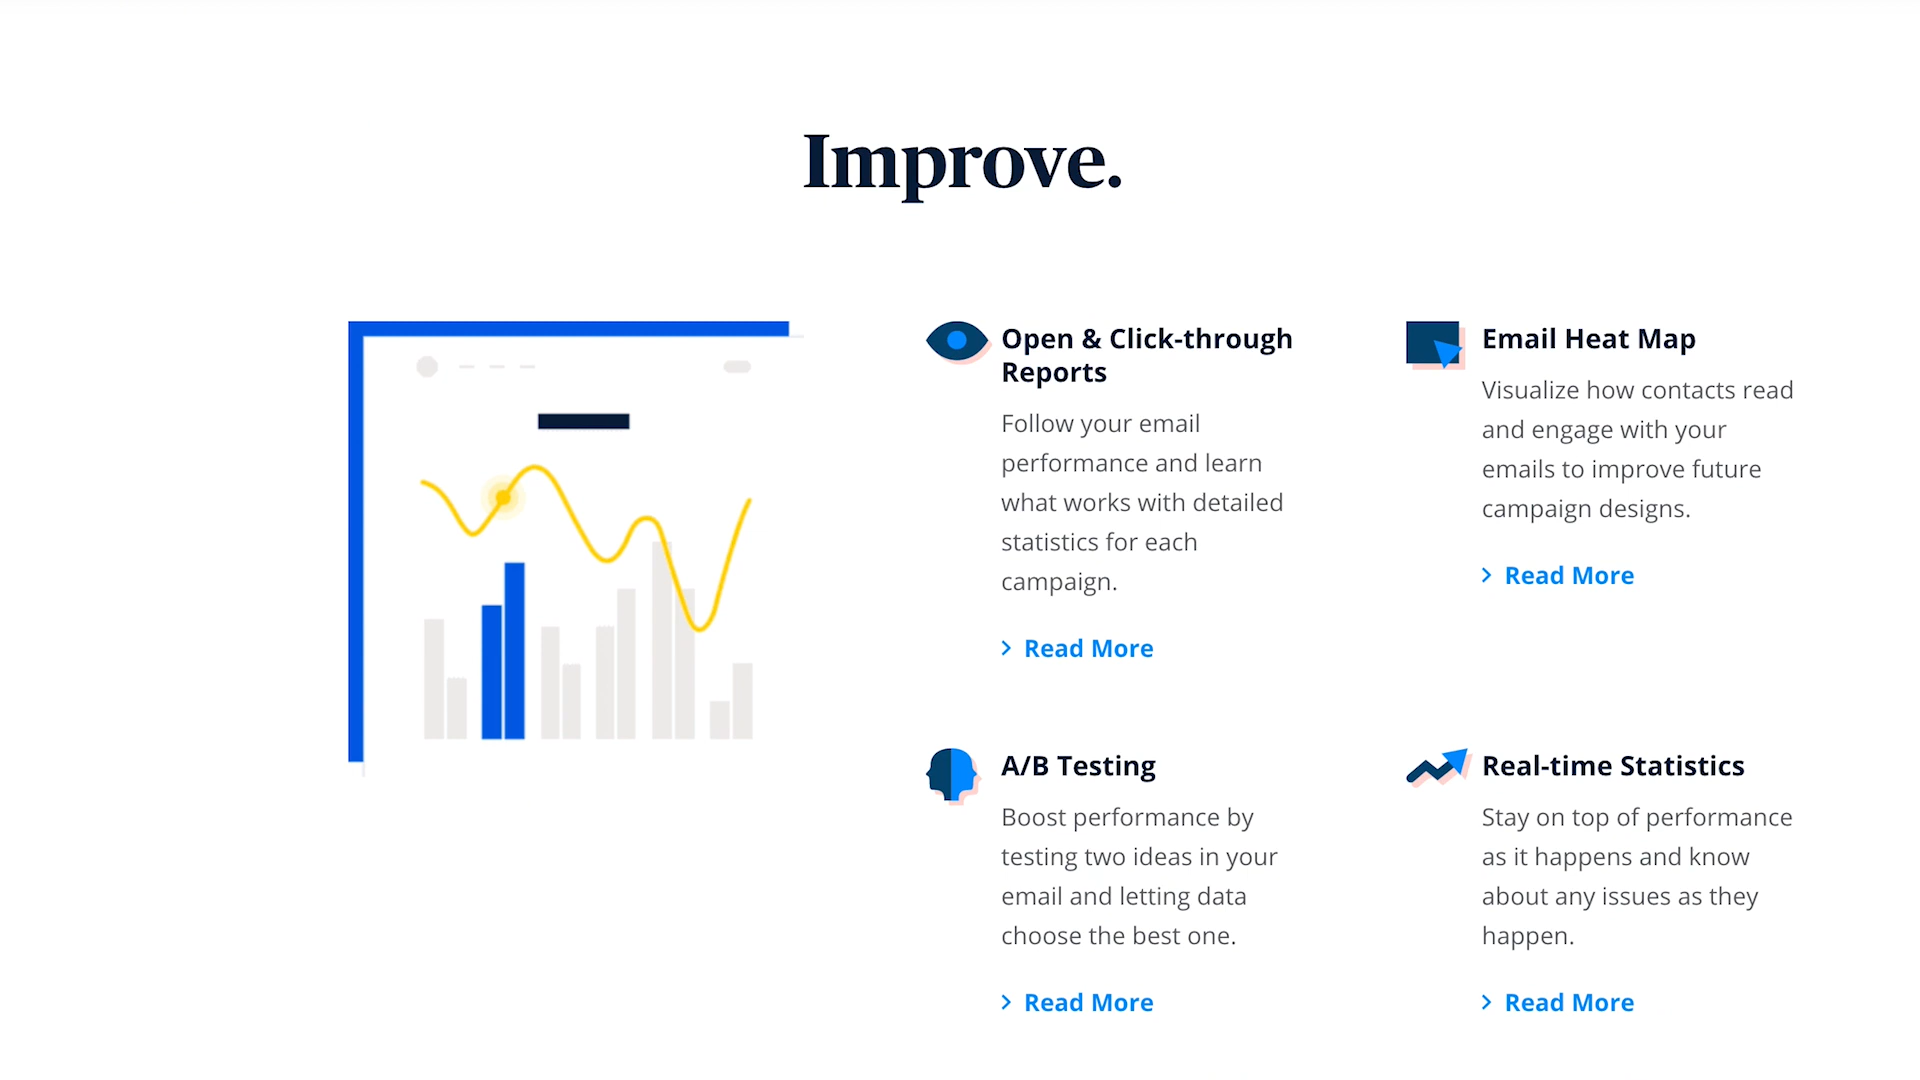 Improve.
Open & Click-through
Reports
Follow your email
performance and learn
what works with detailed
statistics for each
campaign.
Read More
Email Heat Map
Visualize how contacts read
and engage with your
emails to improve future
campaign designs.
Read More
A/B Testing
Boost performance by
testing two ideas in your
email and letting data
choose the best one.
Read More
Real-time Statistics
Stay on top of performance
as it happens and know
about any issues as they
happen.
Read More